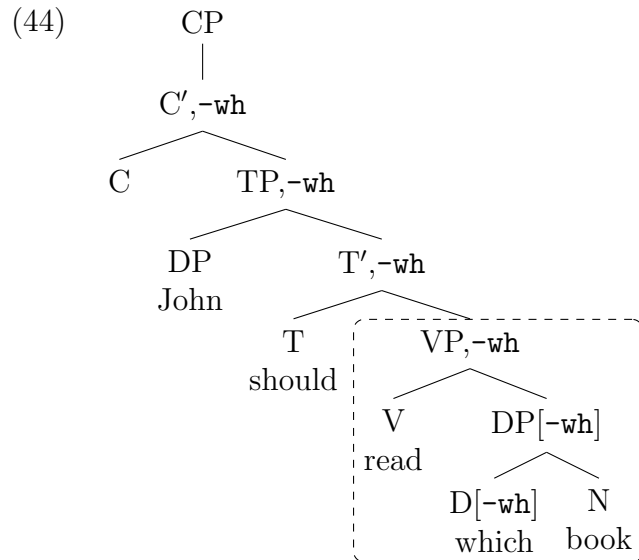 (44) CP
C′,-wh
C TP,-wh
DP T′,-wh
John
T VP,-wh
should
V DP[-wh]
read
D[-wh] N
which book